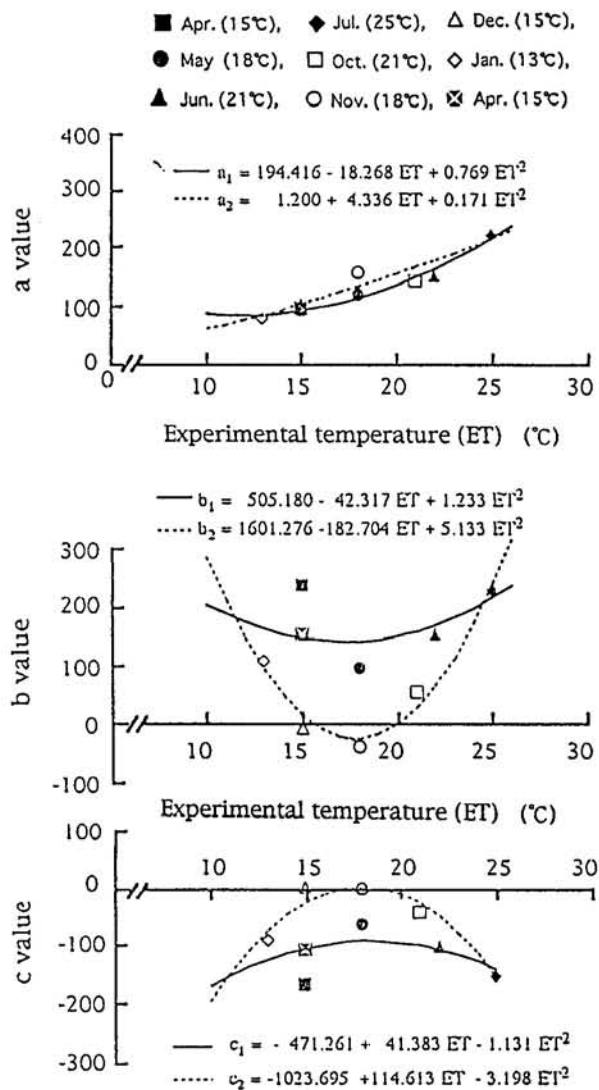 ■ Apr. (15℃), ◆ Jul. (25℃), △ Dec. (15℃),
● May (18℃), □ Oct. (21℃), ◇ Jan. (13℃),
▲ Jun. (21℃), ○ Nov. (18℃), ⊠ Apr. (15℃)
400
a₁ = 194.416 - 18.268 ET + 0.769 ET²
300
a₂ = 1.200 + 4.336 ET + 0.171 ET²
200
a value
100
0
0 10 15 20 25 30
Experimental temperature (ET) (℃)
b₁ = 505.180 - 42.317 ET + 1.233 ET²
b₂ = 1601.276 -182.704 ET + 5.133 ET²
300
200
b value
100
0
10 15 20 25 30
-100
Experimental temperature (ET) (℃)
100
10 15 20 25 30
0
c value
-100
-200
c₁ = - 471.261 + 41.383 ET - 1.131 ET²
-300
c₂ = -1023.695 +114.613 ET - 3.198 ET²